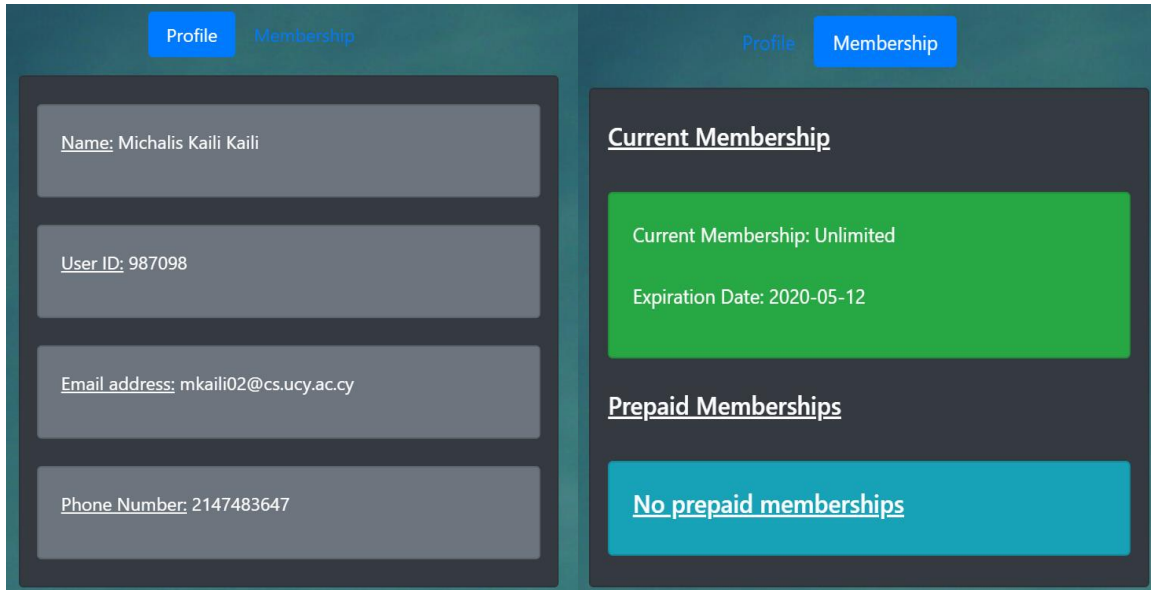 Profile Membership
Name: Michalis Kaili Kaili
User ID: 987098
Email address: mkaili02@cs.ucy.ac.cy
Phone Number: 2147483647
Profile Membership
Current Membership
Current Membership: Unlimited
Expiration Date: 2020-05-12
Prepaid Memberships
No prepaid memberships